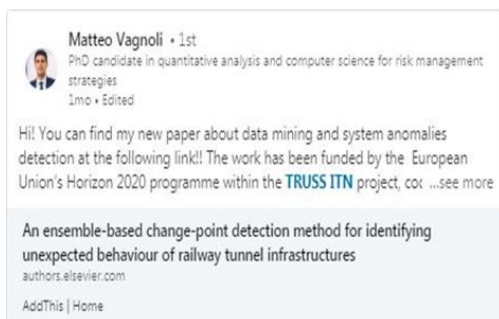 Matteo Vagnoli • 1st
PhD candidate in quantitative analysis and computer science for risk management
strategies
1mo • Edited
Hi! You can find my new paper about data mining and system anomalies
detection at the following link!! The work has been funded by the European
Union's Horizon 2020 programme within the TRUSS ITN project, coc ...see more
An ensemble-based change-point detection method for identifying
unexpected behaviour of railway tunnel infrastructures
authors.elsevier.com
AddThis | Home